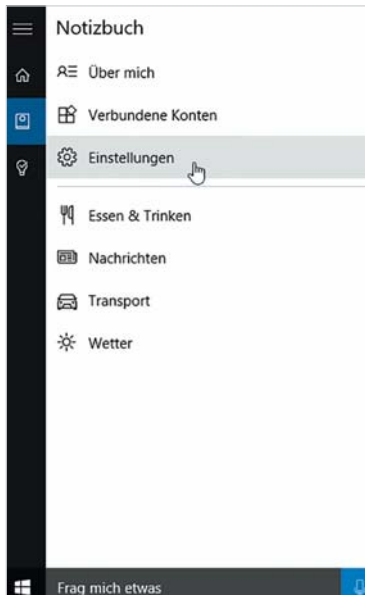 Notizbuch
Über mich
Verbundene Konten
Einstellungen
Essen & Trinken
Nachrichten
Transport
Wetter
Frag mich etwas